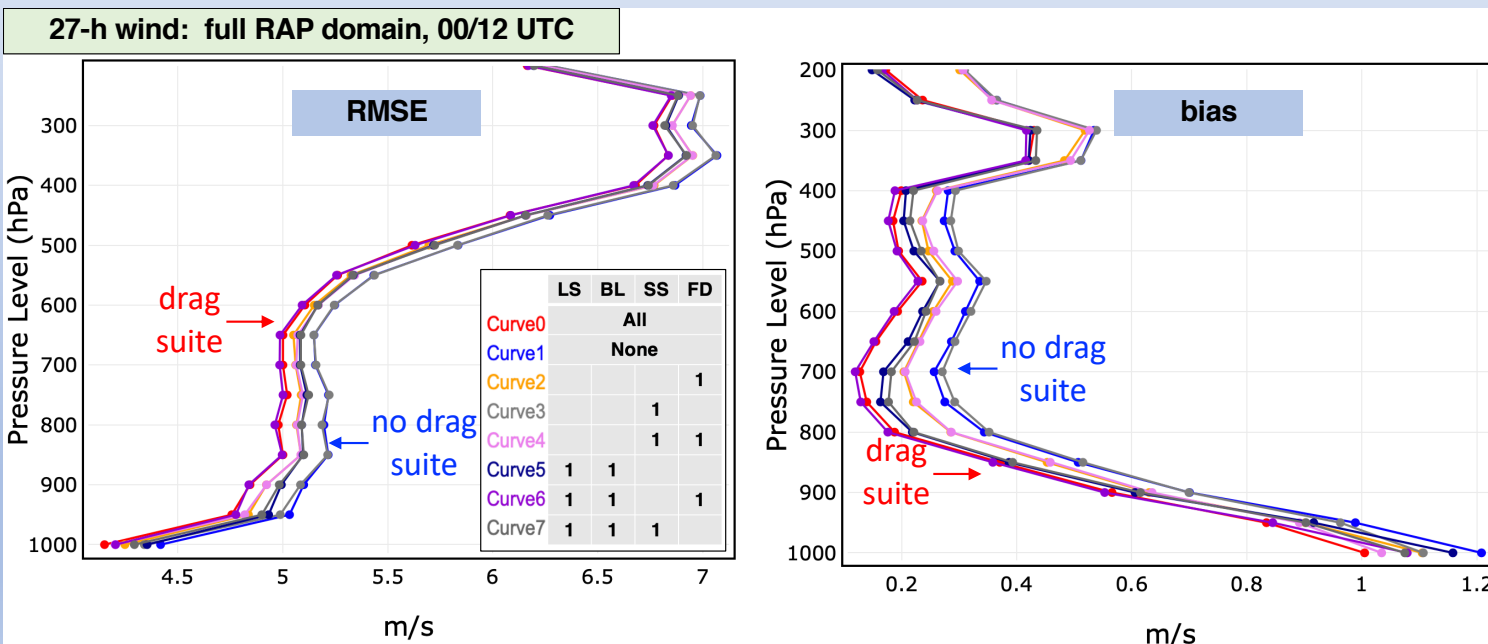 27-h wind: full RAP domain, 00/12 UTC
RMSE
Pressure Level (hPa)
300
400
500
600
700
800
900
1000
4.5
5
5.5
6
6.5
7
m/s
drag
suite
no drag
suite
LS BL SS FD
Curve0 All
Curve1 None
Curve2 1
Curve3 1
Curve4 1 1
Curve5 1 1
Curve6 1 1 1
Curve7 1 1 1
bias
Pressure Level (hPa)
200
300
400
500
600
700
800
900
1000
0.2
0.4
0.6
0.8
1
1.2
m/s
no drag
suite
drag
suite